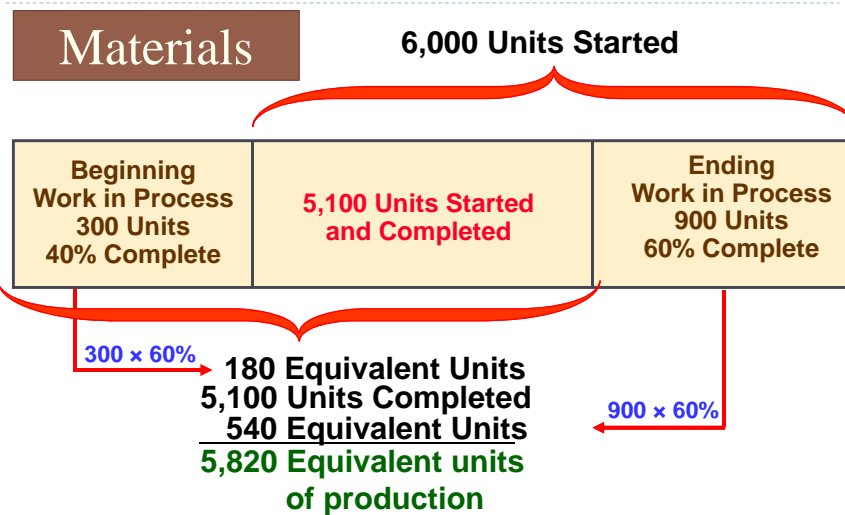 Materials
6,000 Units Started
Beginning
Work in Process
300 Units
40% Complete
5,100 Units Started
and Completed
Ending
Work in Process
900 Units
60% Complete
300 × 60%
180 Equivalent Units
5,100 Units Completed
540 Equivalent Units
900 × 60%
5,820 Equivalent units
of production